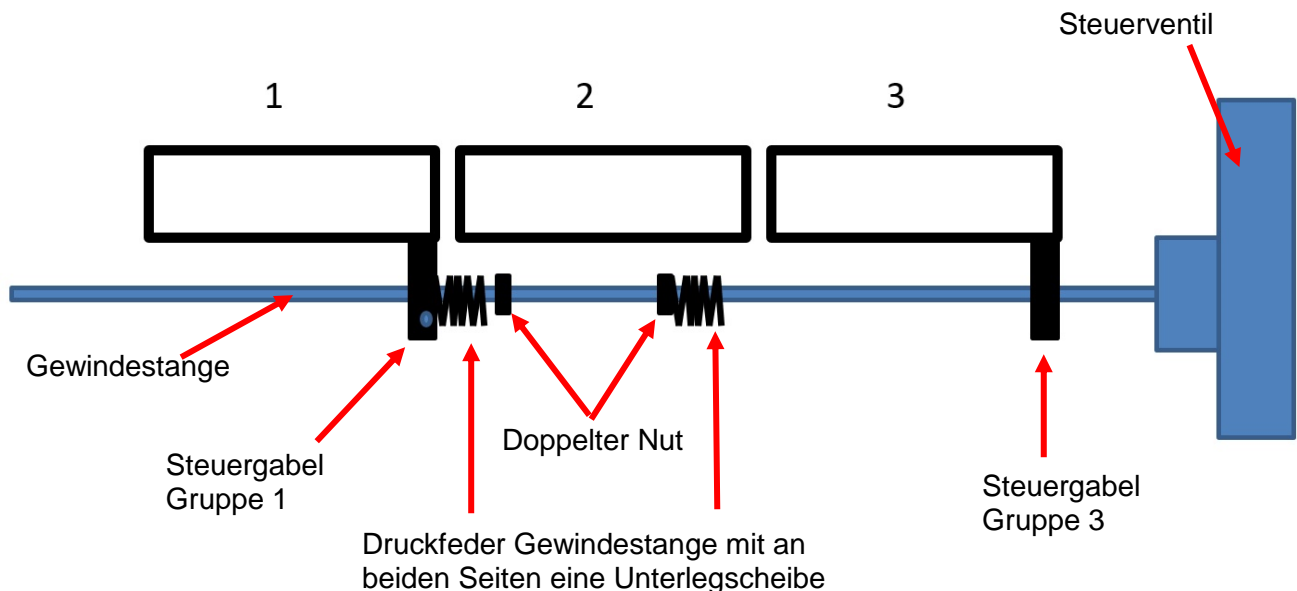 Steuerventil
1
2
3
Gewindestange
Doppelter Nut
Steuergabel
Gruppe 1
Steuergabel
Gruppe 3
Druckfeder Gewindestange mit an
beiden Seiten eine Unterlegscheibe